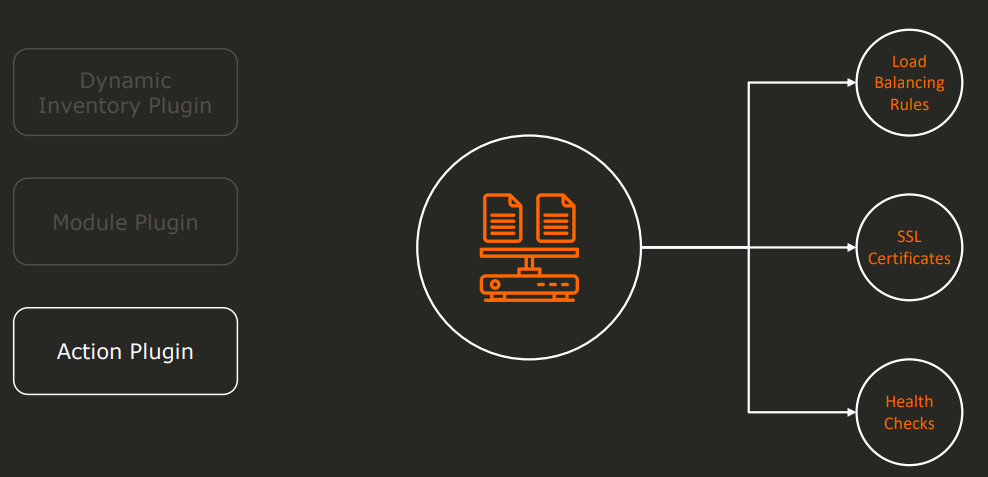 Dynamic
Inventory Plugin
Module Plugin
Action Plugin
Load
Balancing
Rules
SSL
Certificates
Health
Checks